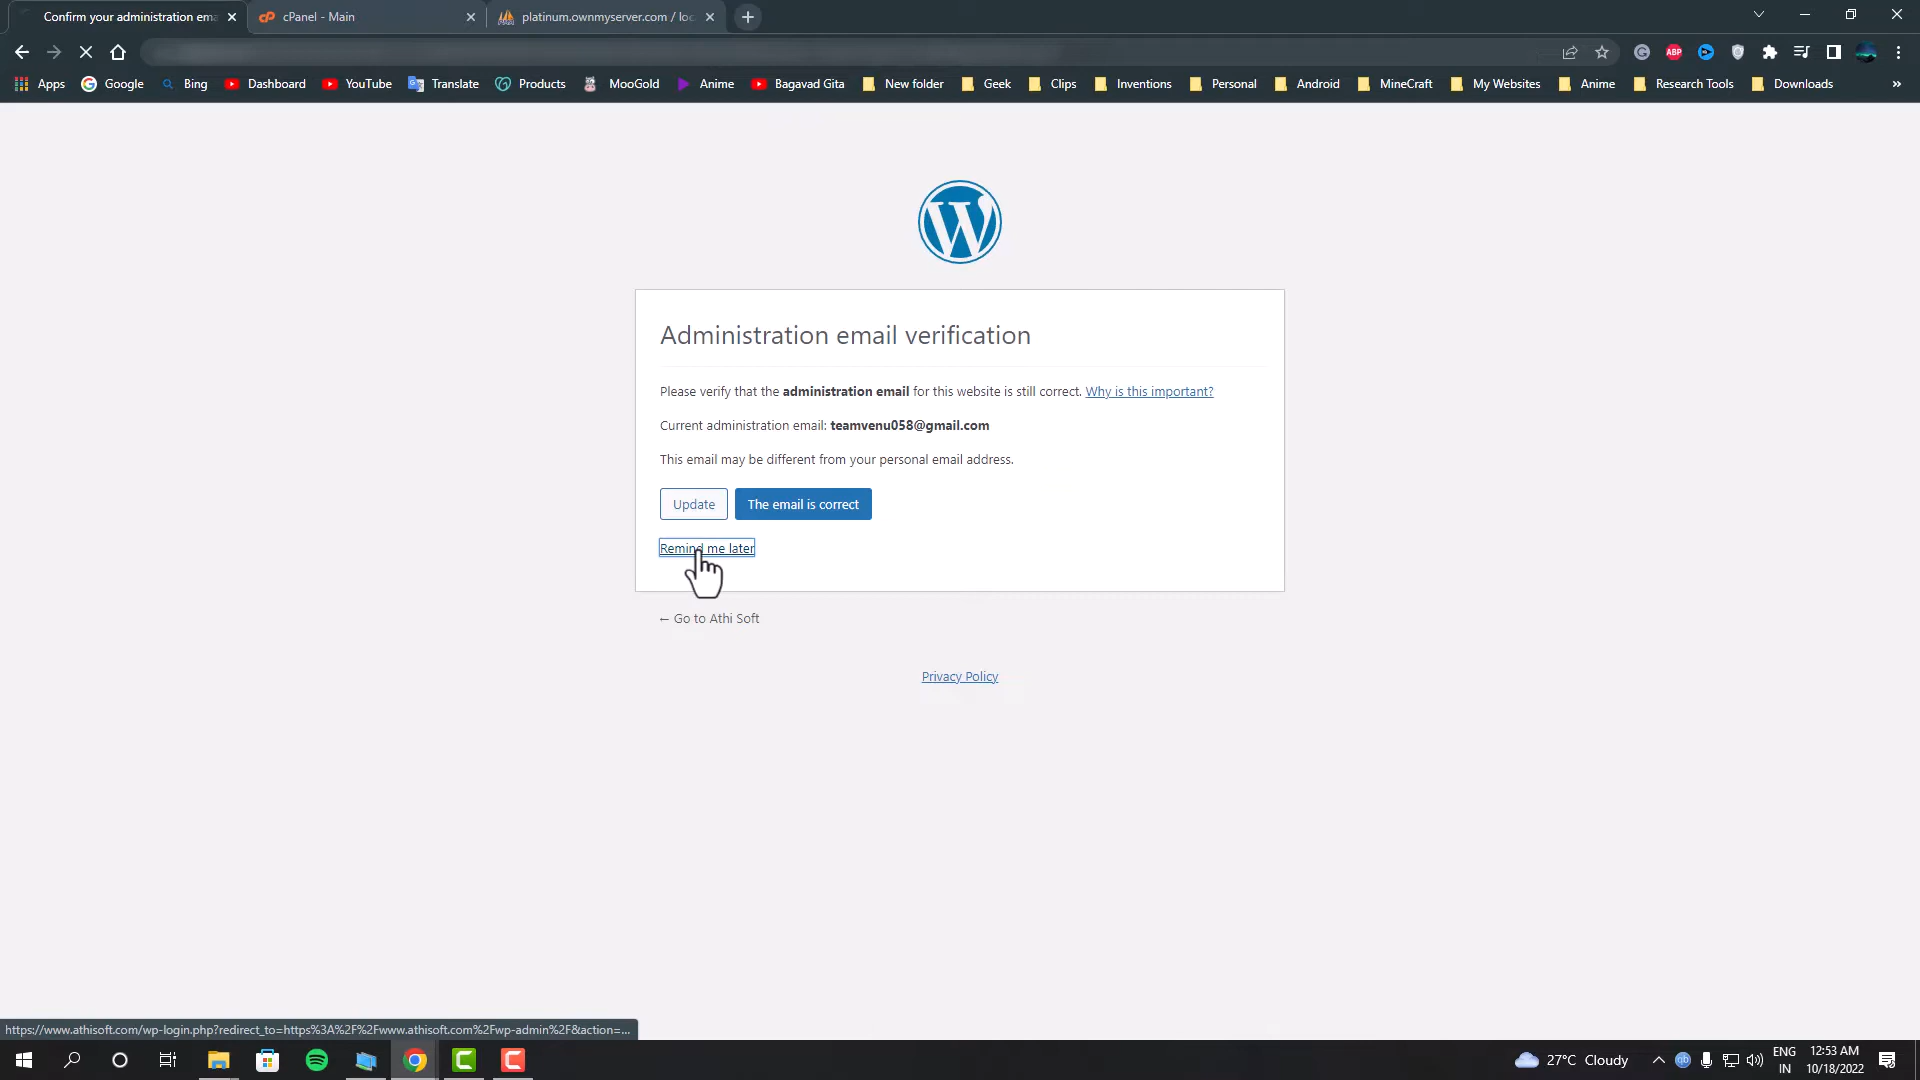 Confirm your administration ema
cPanel - Main
platinum.ownmyserver.com / loc
ABP
Apps Google Bing Dashboard YouTube Translate Products MooGold Anime Bagavad Gita New folder Geek Clips Inventions Personal Android MineCraft My Websites Anime Research Tools Downloads »
Administration email verification
Please verify that the administration email for this website is still correct. Why is this important?
Current administration email: teamvenu058@gmail.com
This email may be different from your personal email address.
Update The email is correct
Remind me later
← Go to Athi Soft
Privacy Policy
https://www.athisoft.com/wp-login.php?redirect_to=https%3A%2F%2Fwww.athisoft.com%2Fwp-admin%2F&action=...
27°C Cloudy
ENG
IN
12:53 AM
10/18/2022